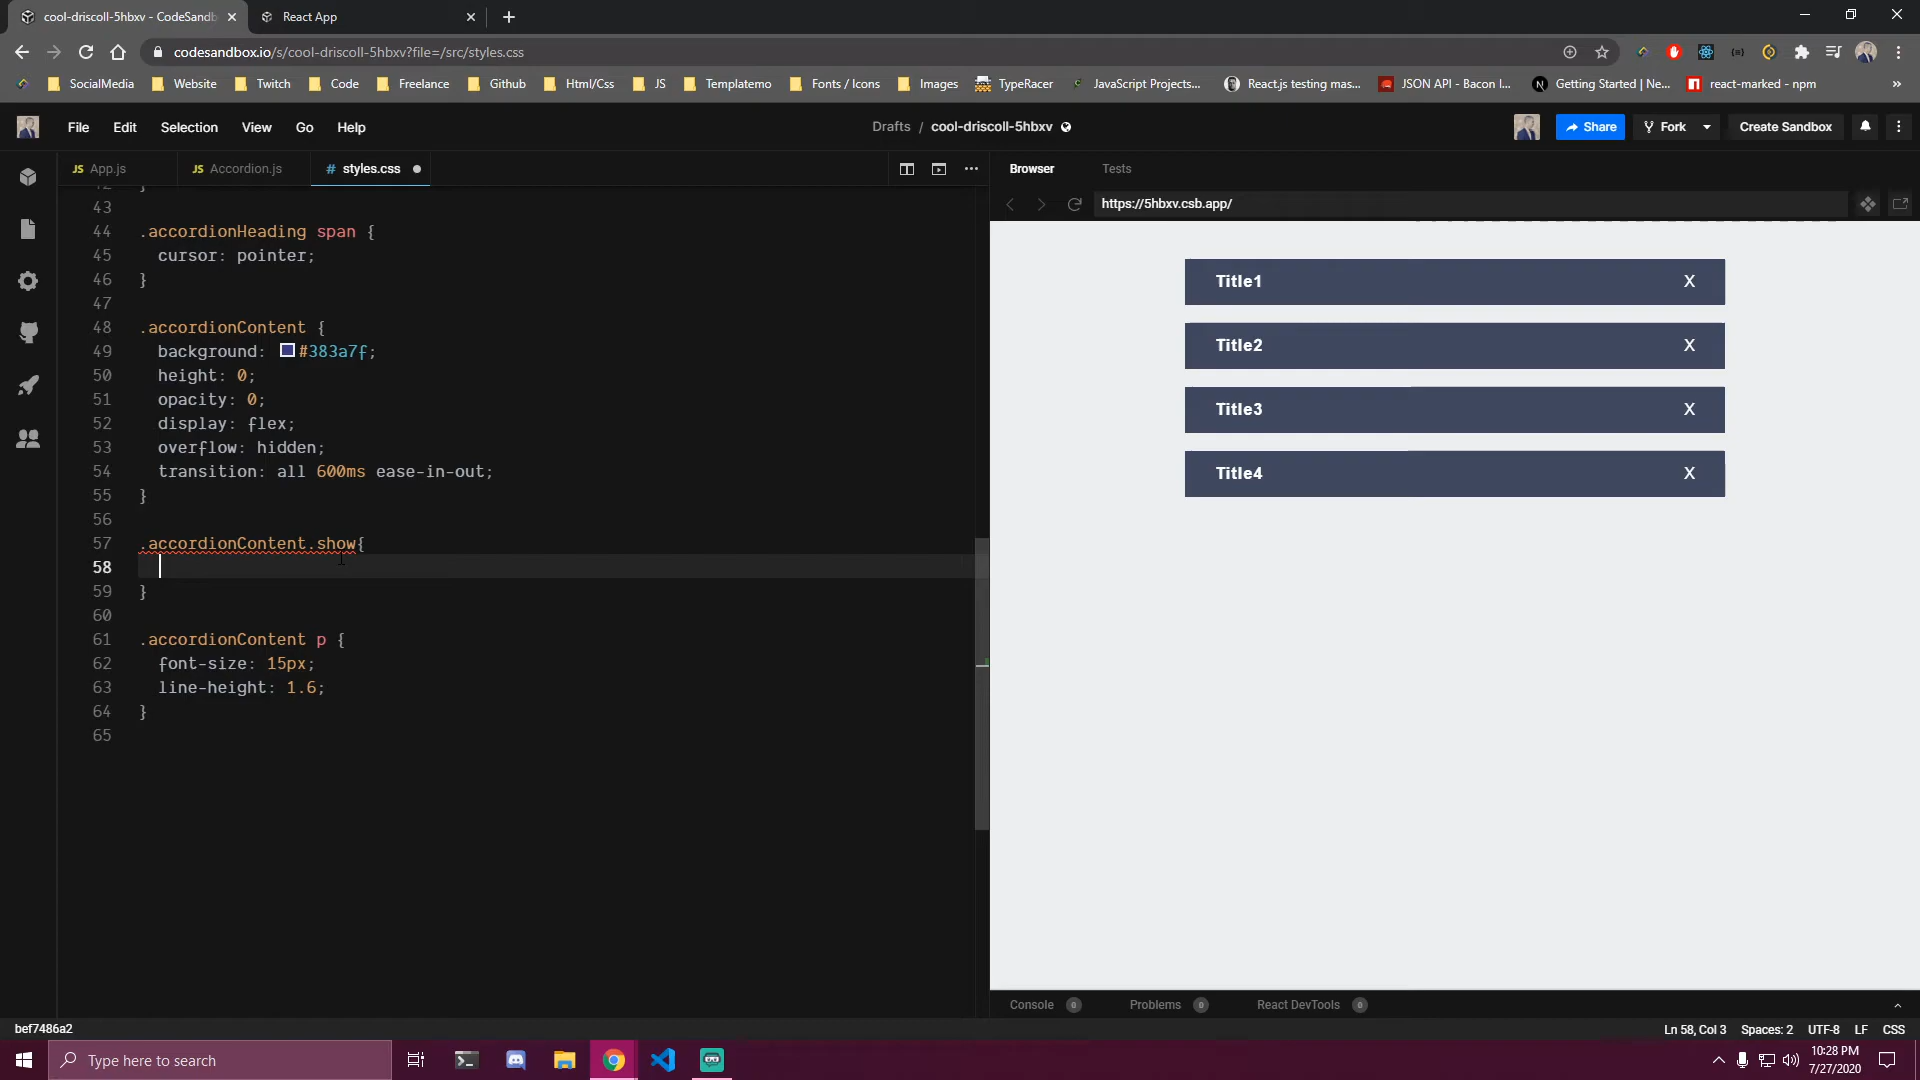 cool-driscoll-5hbxv - CodeSandb
React App
codesandbox.io/s/cool-driscoll-5hbxv?file=/src/styles.css
SocialMedia Website Twitch Code Freelance Github Html/Css JS Templatemo Fonts / Icons Images TypeRacer JavaScript Projects... React.js testing mas... JSON API - Bacon I... Getting Started | Ne... react-marked - npm
File Edit Selection View Go Help
Drafts / cool-driscoll-5hbxv
Share Fork Create Sandbox
JS App.js JS Accordion.js # styles.css
43
44 .accordionHeading span {
45 cursor: pointer;
46 }
47
48 .accordionContent {
49 background: #383a7f;
50 height: 0;
51 opacity: 0;
52 display: flex;
53 overflow: hidden;
54 transition: all 600ms ease-in-out;
55 }
56
57 .accordionContent.show{
58
59 }
60
61 .accordionContent p {
62 font-size: 15px;
63 line-height: 1.6;
64 }
65
Browser Tests
https://5hbxv.csb.app/
Title1 X
Title2 X
Title3 X
Title4 X
Console 0 Problems 0 React DevTools 0
bef7486a2
Ln 58, Col 3 Spaces: 2 UTF-8 LF CSS
Type here to search
10:28 PM
7/27/2020